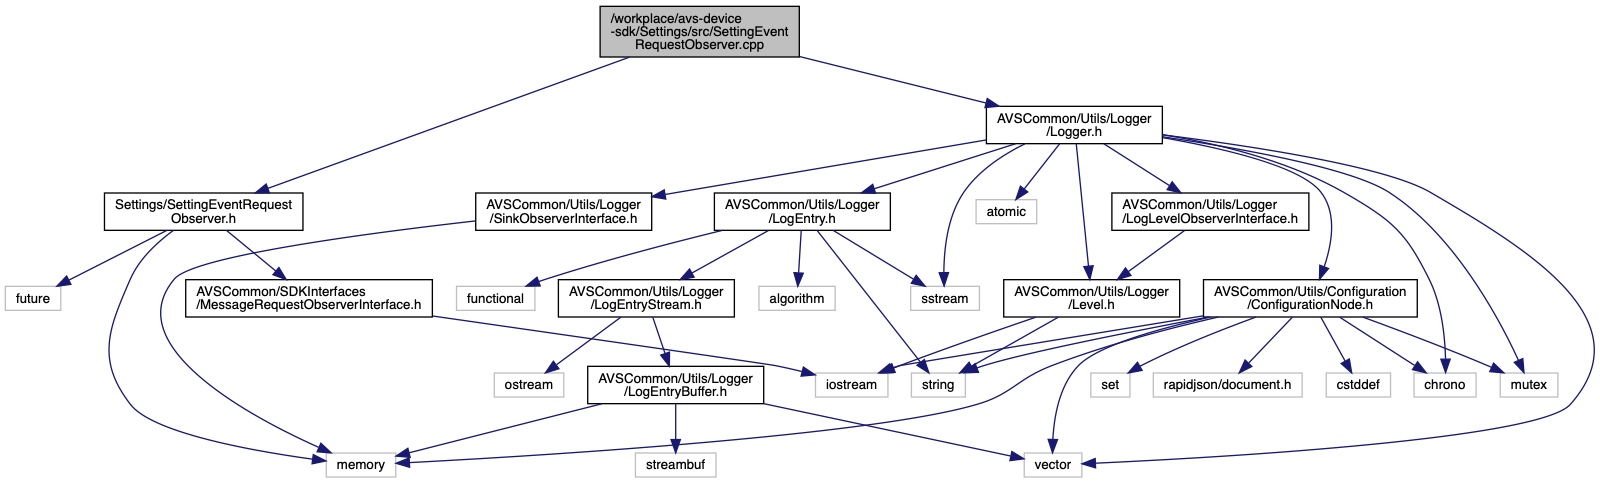 /workplace/avs-device
-sdk/Settings/src/SettingEvent
RequestObserver.cpp
AVSCommon/Utils/Logger
/Logger.h
Settings/SettingEventRequest
Observer.h
AVSCommon/Utils/Logger
/SinkObserverInterface.h
AVSCommon/Utils/Logger
/LogEntry.h
atomic
AVSCommon/Utils/Logger
/LogLevelObserverInterface.h
future
AVSCommon/SDKInterfaces
/MessageRequestObserverInterface.h
functional
AVSCommon/Utils/Logger
/LogEntryStream.h
algorithm
sstream
AVSCommon/Utils/Logger
/Level.h
AVSCommon/Utils/Configuration
/ConfigurationNode.h
ostream
AVSCommon/Utils/Logger
/LogEntryBuffer.h
iostream
string
set
rapidjson/document.h
cstddef
chrono
mutex
memory
streambuf
vector